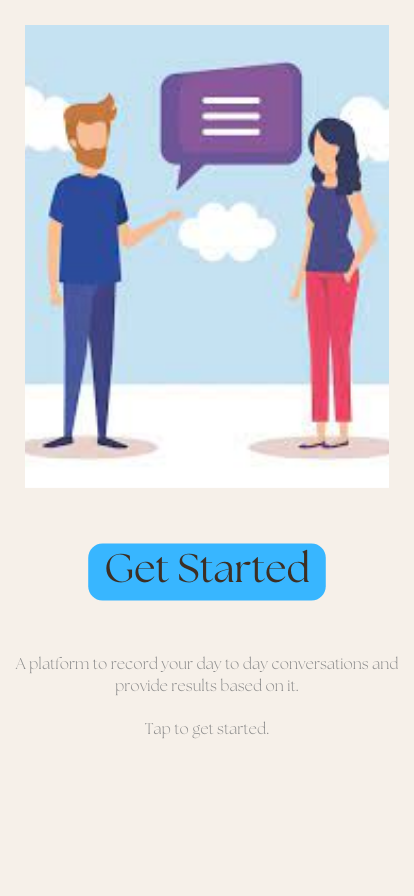 Get Started
A platform to record your day to day conversations and
provide results based on it.
Tap to get started.